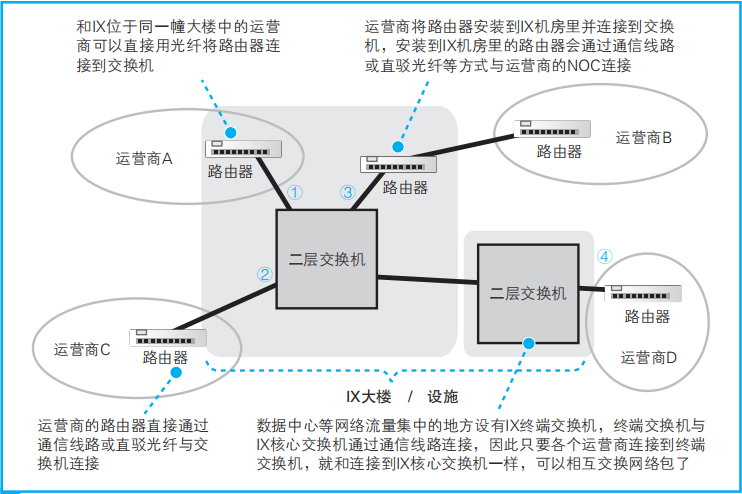 和IX位于同一幢大楼中的运营
商可以直接用光纤将路由器连
接到交换机
运营商将路由器安装到IX机房里并连接到交换
机，安装到IX机房里的路由器会通过通信线路
或直驳光纤等方式与运营商的NOC连接
运营商A
路由器
路由器
路由器
运营商B
①
③
二层交换机
②
④
二层交换机
路由器
运营商D
运营商C
路由器
IX大楼 / 设施
运营商的路由器直接通过
通信线路或直驳光纤与交
换机连接
数据中心等网络流量集中的地方设有IX终端交换机，终端交换机与
IX核心交换机通过通信线路连接，因此只要各个运营商连接到终端
交换机，就和连接到IX核心交换机一样，可以相互交换网络包了